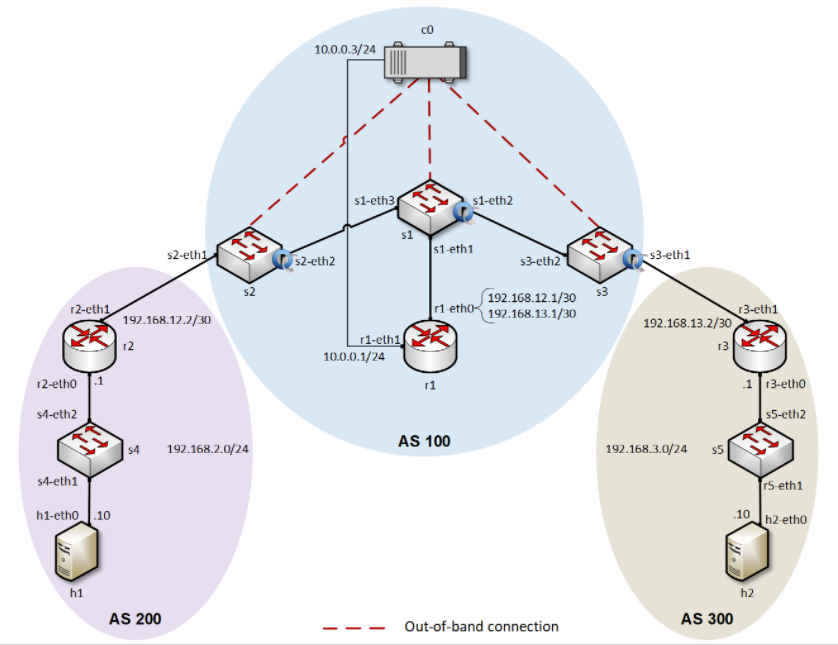 c0
10.0.0.3/24
s1-eth3
s1-eth2
s1
s1-eth1
s2-eth1
s2-eth2
s2
s3-eth2
s3-eth1
s3
r1-eth0
192.168.12.1/30
192.168.13.1/30
r1-eth1
10.0.0.1/24
r1
AS 100
r2-eth1
192.168.12.2/30
r2
r2-eth0
.1
s4-eth2
s4
192.168.2.0/24
s4-eth1
h1-eth0
.10
h1
AS 200
r3-eth1
192.168.13.2/30
r3
.1
r3-eth0
s5-eth2
192.168.3.0/24
s5
r5-eth1
.10
h2-eth0
h2
AS 300
Out-of-band connection